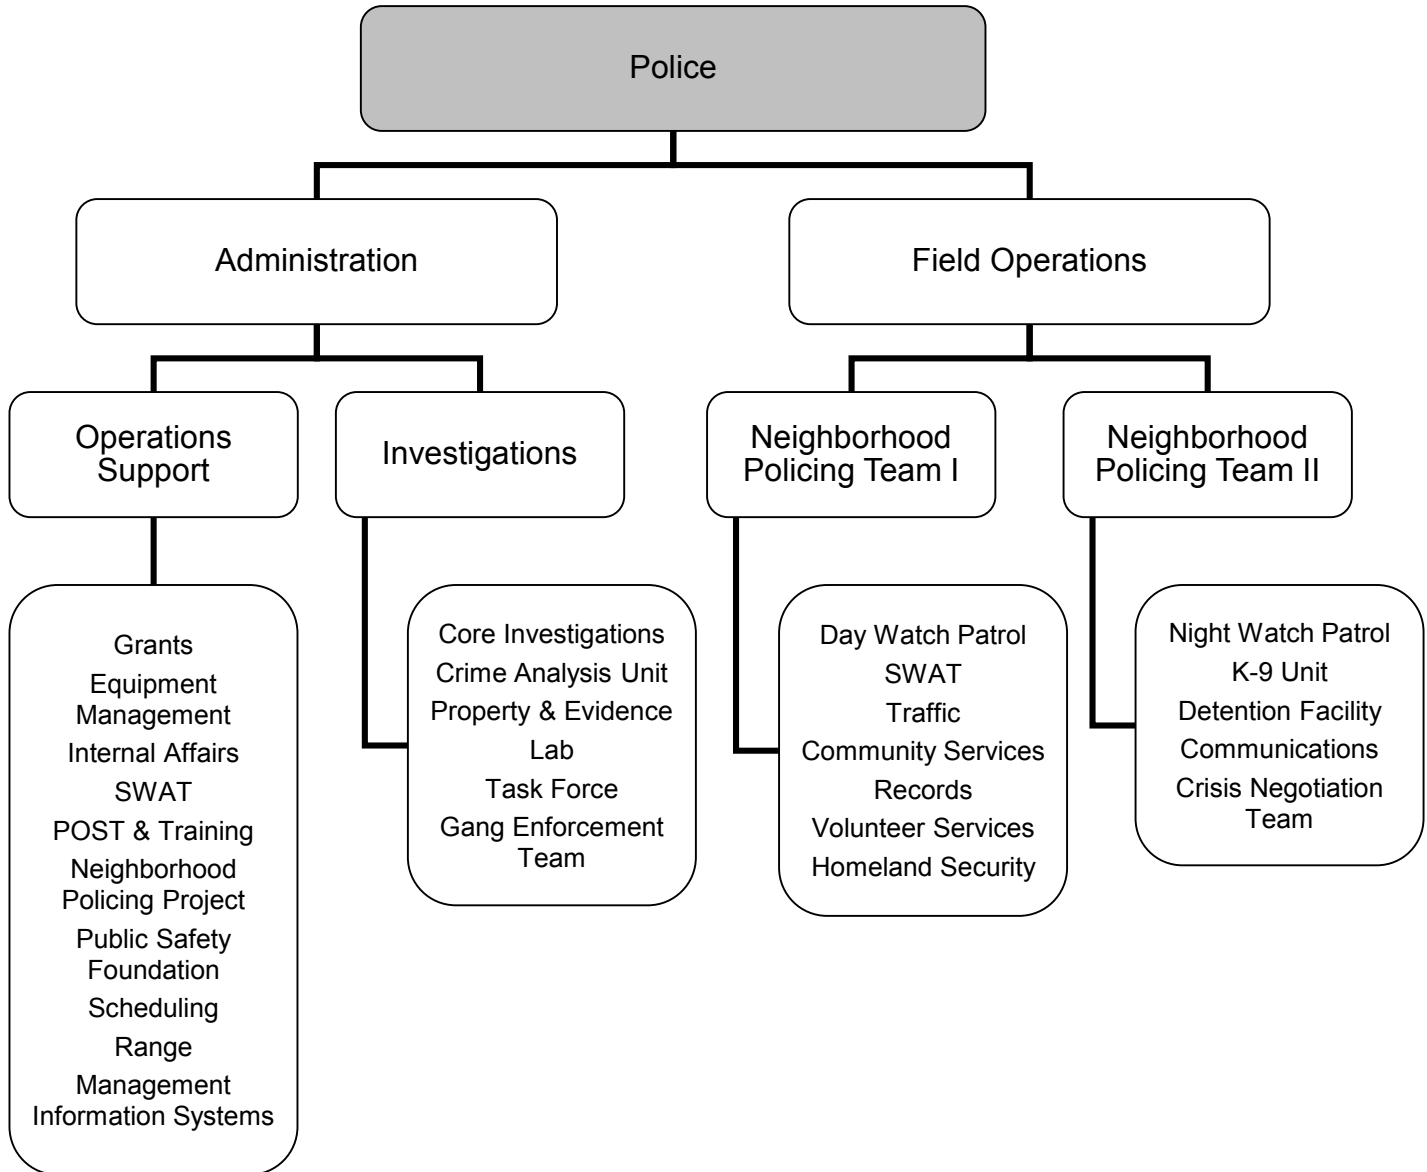 Police
Administration
Field Operations
Operations
Support
Investigations
Neighborhood
Policing Team I
Neighborhood
Policing Team II
Grants
Equipment
Management
Internal Affairs
SWAT
POST & Training
Neighborhood
Policing Project
Public Safety
Foundation
Scheduling
Range
Management
Information Systems
Core Investigations
Crime Analysis Unit
Property & Evidence
Lab
Task Force
Gang Enforcement
Team
Day Watch Patrol
SWAT
Traffic
Community Services
Records
Volunteer Services
Homeland Security
Night Watch Patrol
K-9 Unit
Detention Facility
Communications
Crisis Negotiation
Team